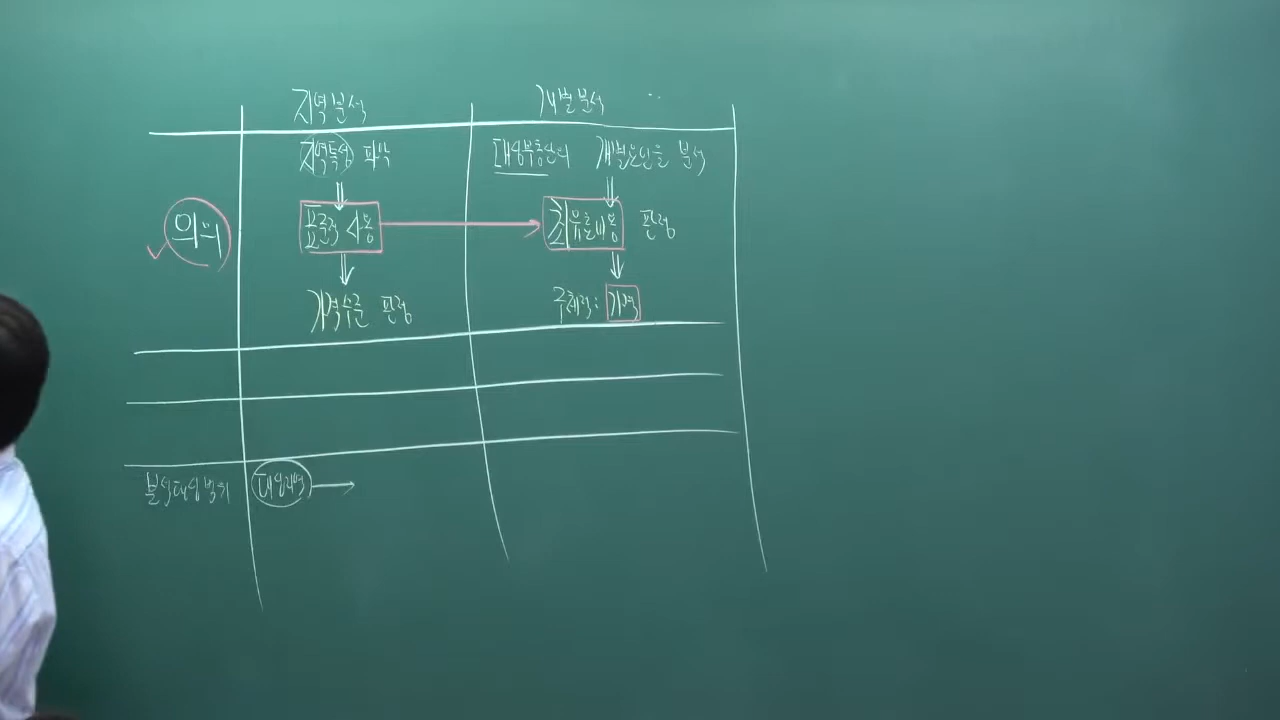 지역분석 개별분석
지역특성 파악 대상부동산의 개별요인을 분석
의의 표준적 사용 최유효이용 판정
가격수준 판정 구체적: 가격
분석대상범위 대상지역